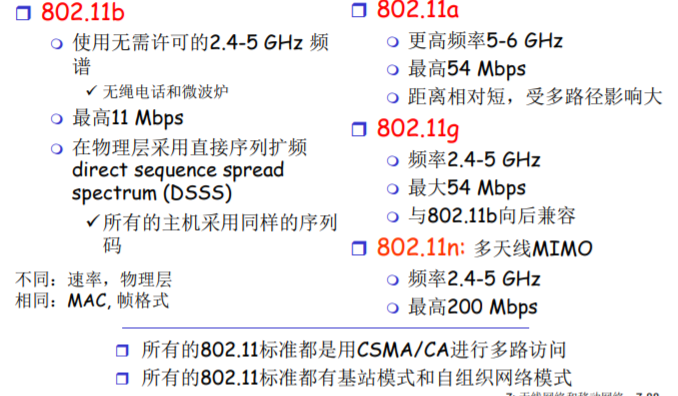 802.11b
使用无需许可的2.4-5 GHz 频
谱
无绳电话和微波炉
最高11 Mbps
在物理层采用直接序列扩频
direct sequence spread
spectrum (DSSS)
所有的主机采用同样的序列
码
不同：速率，物理层
相同：MAC, 帧格式
802.11a
更高频率5-6 GHz
最高54 Mbps
距离相对短，受多路径影响大
802.11g
频率2.4-5 GHz
最大54 Mbps
与802.11b向后兼容
802.11n: 多天线MIMO
频率2.4-5 GHz
最高200 Mbps
所有的802.11标准都是用CSMA/CA进行多路访问
所有的802.11标准都有基站模式和自组织网络模式